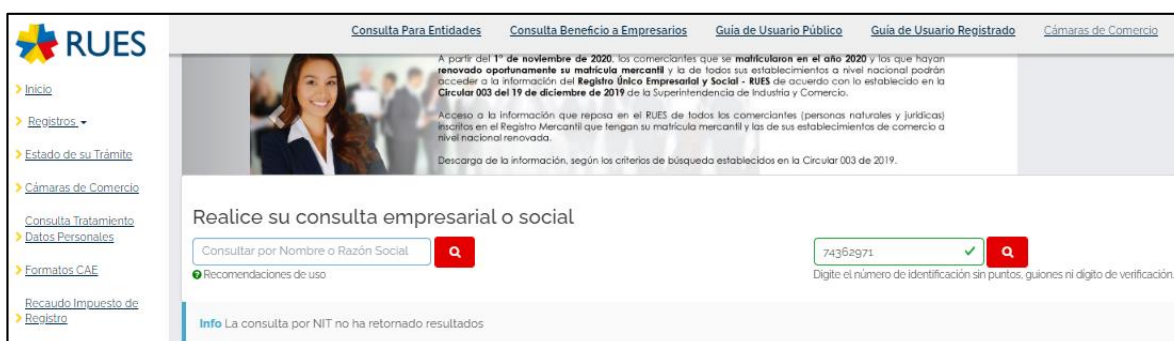 RUES
Consulta Para Entidades
Consulta Beneficio a Empresarios
Guía de Usuario Público
Guía de Usuario Registrado
Cámaras de Comercio
Inicio
Registros
Estado de su Trámite
Cámaras de Comercio
Consulta Tratamiento
Datos Personales
Formatos CAE
Recaudo Impuesto de
Registro
A partir del 1° de noviembre de 2020, los comerciantes que se matricularon en el año 2020 y los que hayan
renovado oportunamente su matrícula mercantil y la de todos sus establecimientos a nivel nacional podrán
acceder a la información del Registro Único Empresarial y Social - RUES de acuerdo con lo establecido en la
Circular 003 del 19 de diciembre de 2019 de la Superintendencia de Industria y Comercio.
Acceso a la información que reposa en el RUES de todos los comerciantes (personas naturales y jurídicas)
inscritos en el Registro Mercantil que tengan su matrícula mercantil y las de sus establecimientos de comercio a
nivel nacional renovada.
Descarga de la información, según los criterios de búsqueda establecidos en la Circular 003 de 2019.
Realice su consulta empresarial o social
Consultar por Nombre o Razón Social
Recomendaciones de uso
74362971
Digite el número de identificación sin puntos, guiones ni dígito de verificación.
Info La consulta por NIT no ha retornado resultados